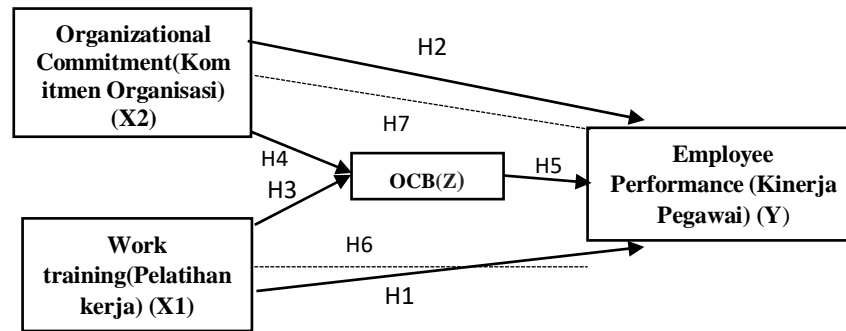 Organizational
Commitment(Kom
itmen Organisasi)
(X2)
H2
H7
H4
H3
OCB(Z)
H5
Employee
Performance (Kinerja
Pegawai) (Y)
Work
training(Pelatihan
kerja) (X1)
H6
H1